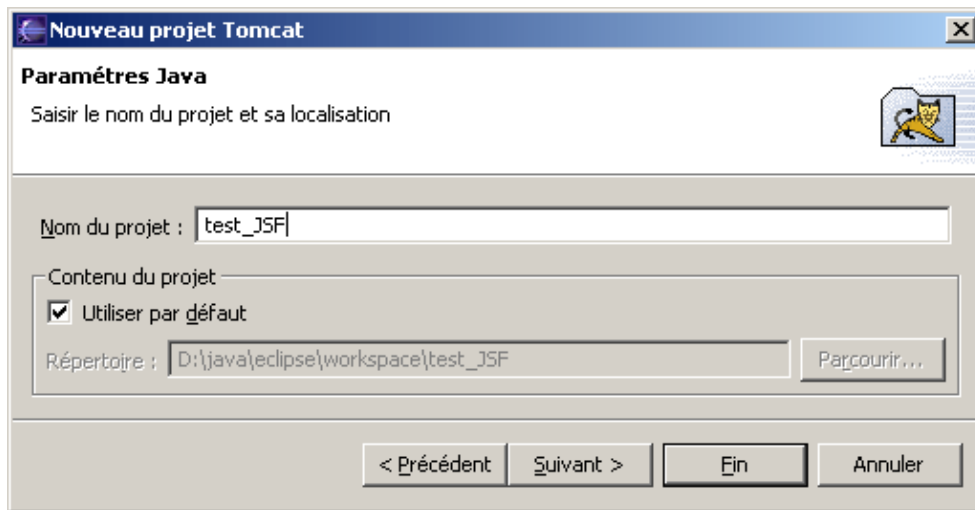 Nouveau projet Tomcat
Paramétres Java
Saisir le nom du projet et sa localisation
Nom du projet : test_JSF
Contenu du projet
Utiliser par défaut
Répertoire : D:\java\eclipse\workspace\test_JSF Parcourir...
< Précédent Suivant > Fin Annuler